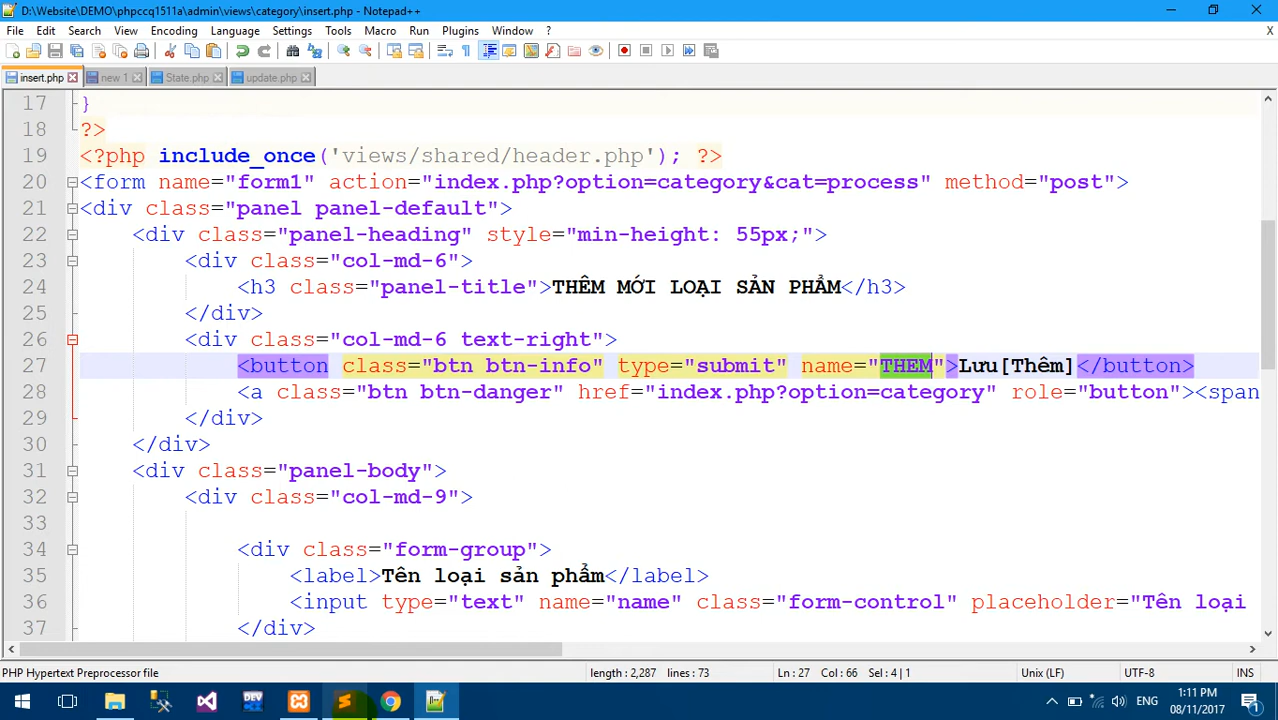 D:\Website\DEMO\phpccq1511a\admin\views\category\insert.php - Notepad++
File Edit Search View Encoding Language Settings Tools Macro Run Plugins Window ? X
insert.php new 1 State.php update.php
17 }
18 ?>
19 <?php include_once('views/shared/header.php'); ?>
20 <form name="form1" action="index.php?option=category&cat=process" method="post">
21 <div class="panel panel-default">
22 <div class="panel-heading" style="min-height: 55px;">
23 <div class="col-md-6">
24 <h3 class="panel-title">THÊM MỚI LOẠI SẢN PHẨM</h3>
25 </div>
26 <div class="col-md-6 text-right">
27 <button class="btn btn-info" type="submit" name="THEM">Lưu[Thêm]</button>
28 <a class="btn btn-danger" href="index.php?option=category" role="button"><span
29 </div>
30 </div>
31 <div class="panel-body">
32 <div class="col-md-9">
33
34 <div class="form-group">
35 <label>Tên loại sản phẩm</label>
36 <input type="text" name="name" class="form-control" placeholder="Tên loại
37 </div>
PHP Hypertext Preprocessor file length : 2,287 lines : 73 Ln : 27 Col : 66 Sel : 4 | 1 Unix (LF) UTF-8 INS
DEV ENG 1:11 PM
08/11/2017 1